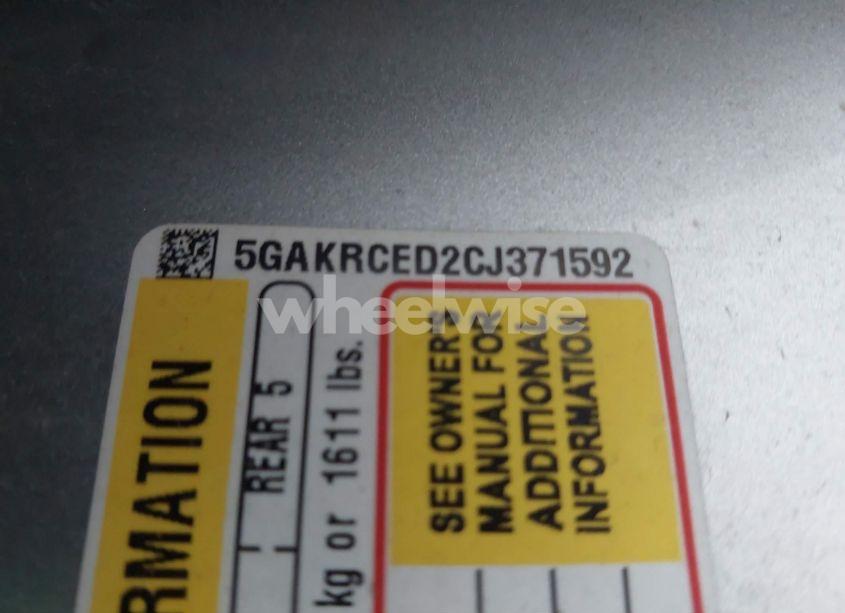 5GAKRCED2CJ371592
wheelwise
RMATION
REAR 5
kg or 1611 lbs.
SEE OWNER'S
MANUAL FOR
ADDITIONAL
INFORMATION